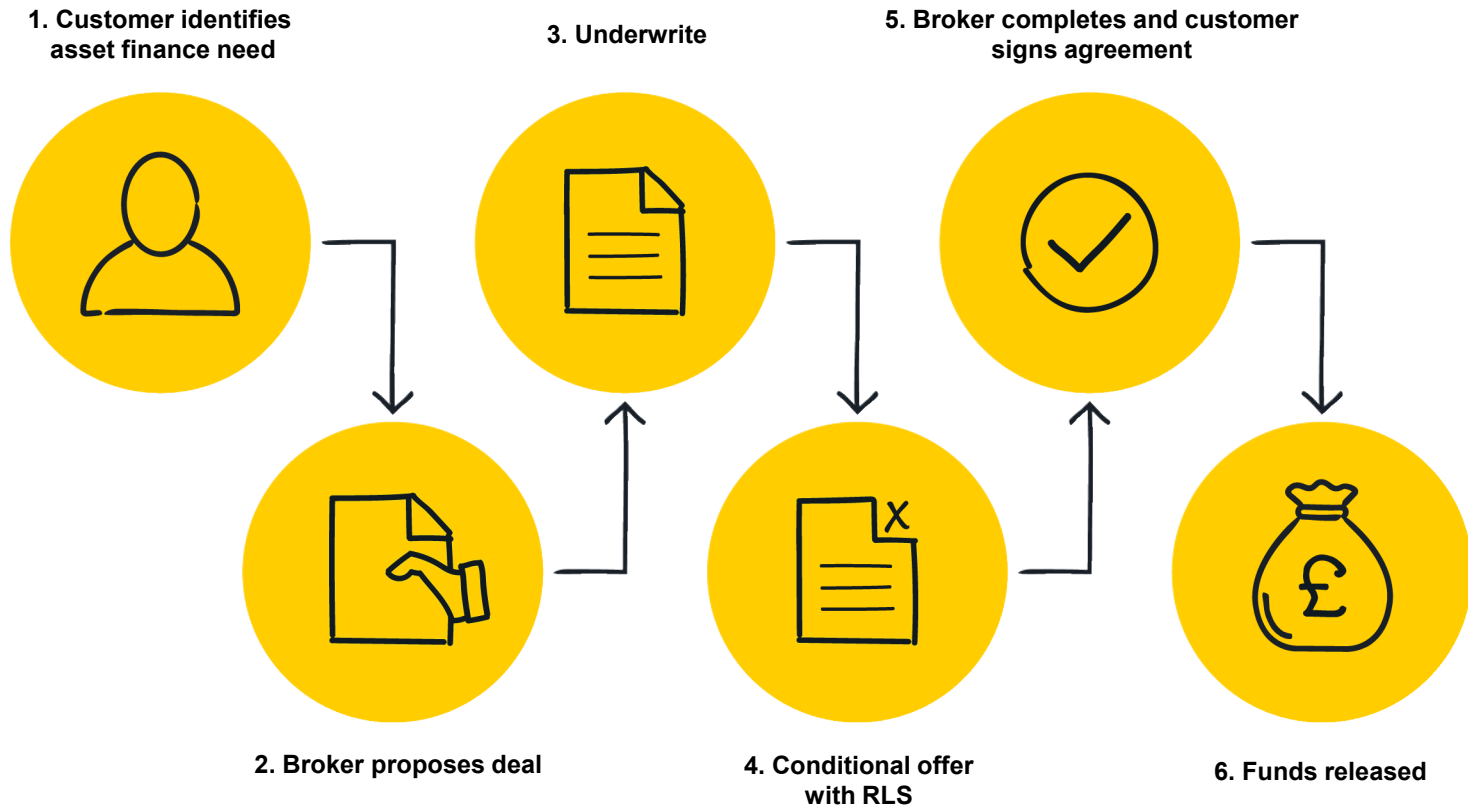 1. Customer identifies
asset finance need
2. Broker proposes deal
3. Underwrite
X
4. Conditional offer
with RLS
5. Broker completes and customer
signs agreement
£
6. Funds released